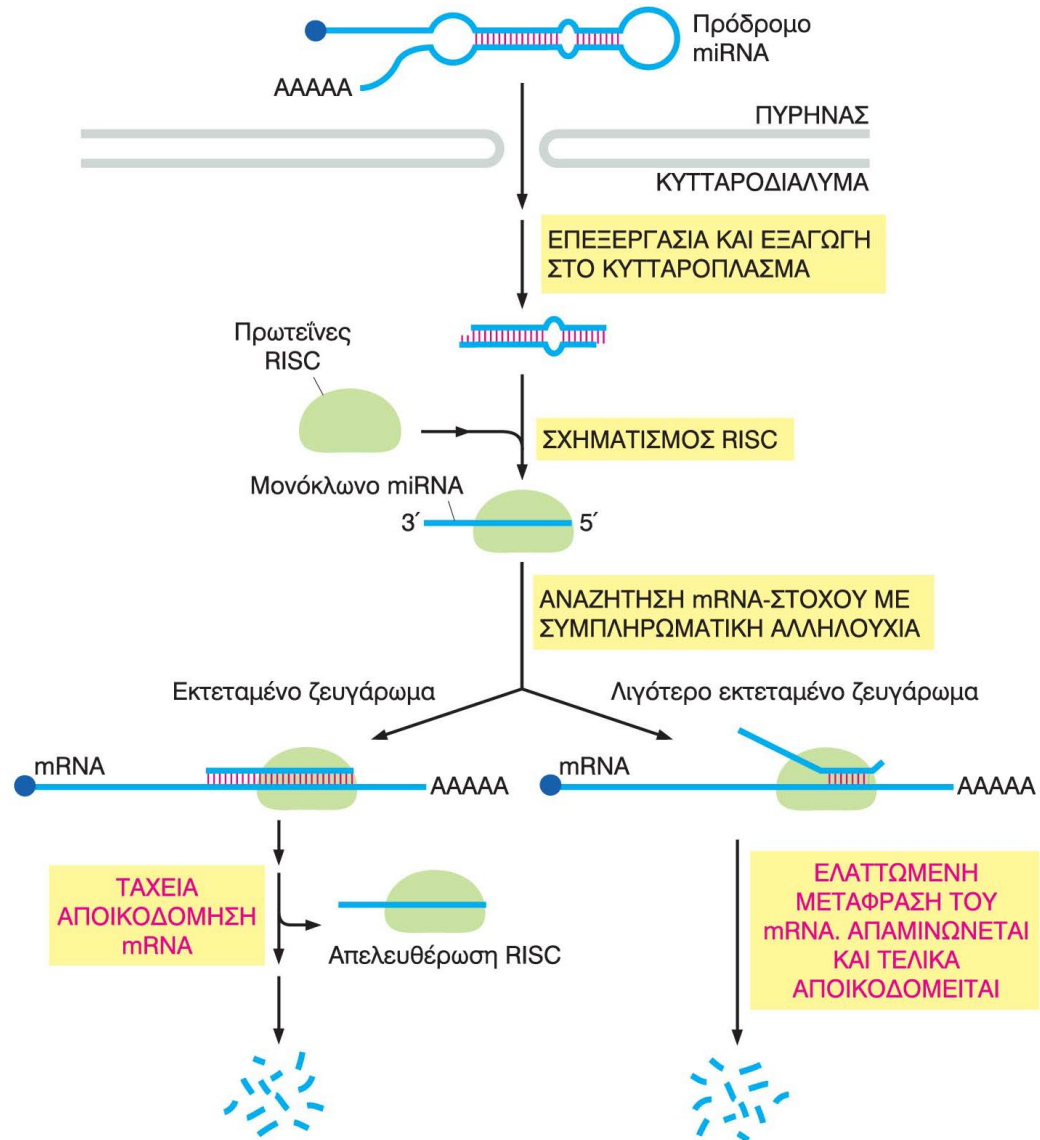 Πρόδρομο
miRNA
AAAAA
ΠΥΡΗΝΑΣ
ΚΥΤΤΑΡΟΔΙΑΛΥΜΑ
ΕΠΕΞΕΡΓΑΣΙΑ ΚΑΙ ΕΞΑΓΩΓΗ
ΣΤΟ ΚΥΤΤΑΡΟΠΛΑΣΜΑ
Πρωτεΐνες
RISC
ΣΧΗΜΑΤΙΣΜΟΣ RISC
Μονόκλωνο miRNA
3′ 5′
ΑΝΑΖΗΤΗΣΗ mRNA-ΣΤΟΧΟΥ ΜΕ
ΣΥΜΠΛΗΡΩΜΑΤΙΚΗ ΑΛΛΗΛΟΥΧΙΑ
Εκτεταμένο ζευγάρωμα
Λιγότερο εκτεταμένο ζευγάρωμα
mRNA
AAAAA
mRNA
AAAAA
ΤΑΧΕΙΑ
ΑΠΟΙΚΟΔΟΜΗΣΗ
mRNA
Απελευθέρωση RISC
ΕΛΑΤΤΩΜΕΝΗ
ΜΕΤΑΦΡΑΣΗ ΤΟΥ
mRNA. ΑΠΑΜΙΝΩΝΕΤΑΙ
ΚΑΙ ΤΕΛΙΚΑ
ΑΠΟΙΚΟΔΟΜΕΙΤΑΙ